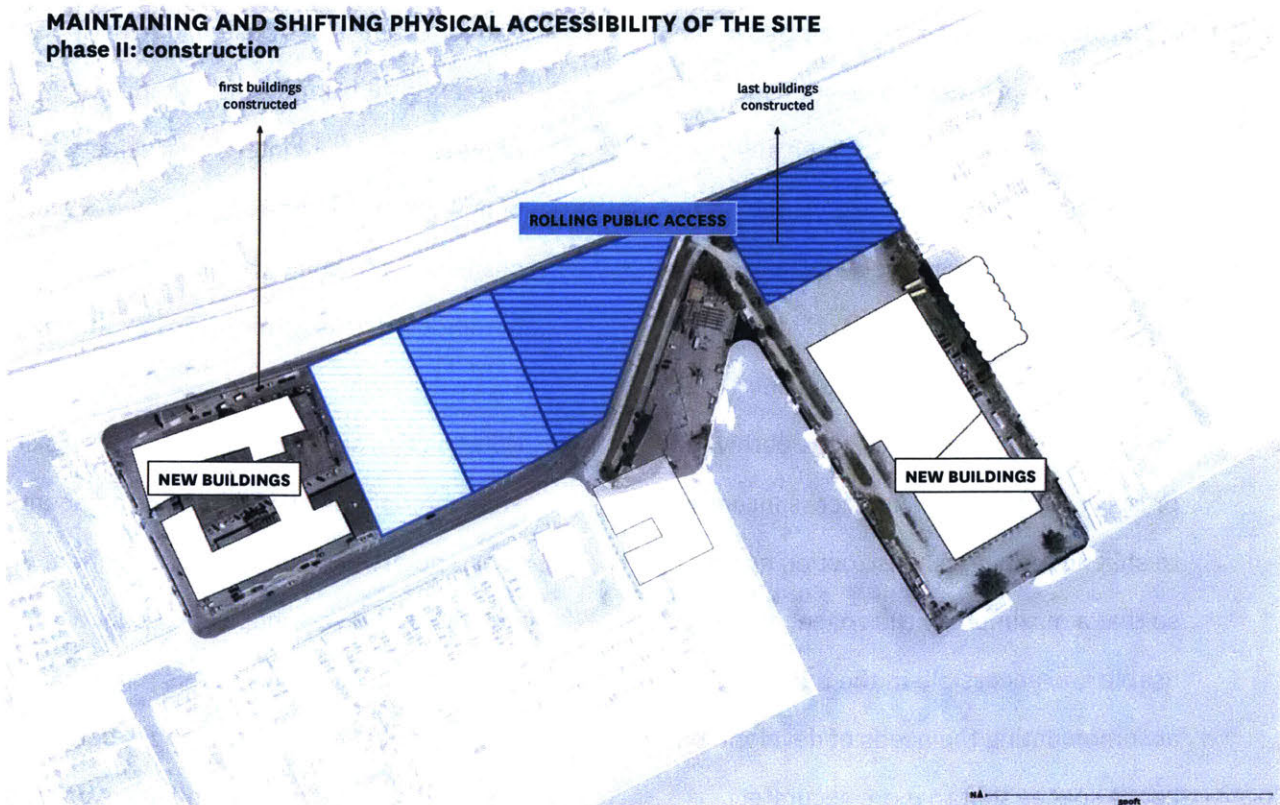 MAINTAINING AND SHIFTING PHYSICAL ACCESSIBILITY OF THE SITE
phase II: construction
first buildings
constructed
last buildings
constructed
ROLLING PUBLIC ACCESS
NEW BUILDINGS
NEW BUILDINGS